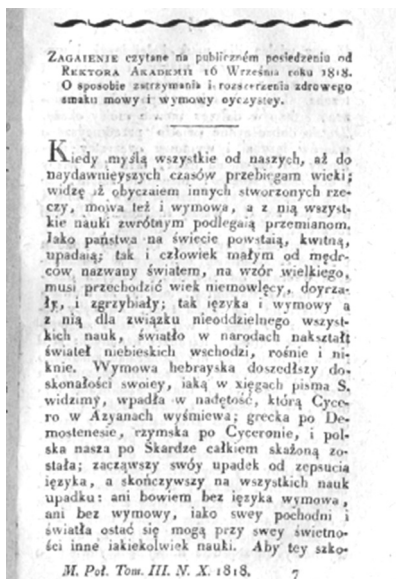 ZAGAIENIE czytane na publiczném posiedzeniu od
REKTORA AKADEMII 16 Września roku 1818.
O sposobie zatrzymania i rozszerzenia zdrowego
smaku mowy i wymowy oyczystey.
Kiedy myślą wszystkie od naszych, aż do
naydawnieyszych czasów przebiegam wieki;
widzę iż obyczaiem innych stworzonych rze-
czy, mowa też i wymowa, a z nią wszyst-
kie nauki zwrótnym podlegaią przemianom.
Iako państwa na świecie powstaią, kwitną,
upadaią; tak i człowiek małym od mędr-
ców nazwany światem, na wzór wielkiego,
musi przechodzić wiek niemowlęcy, doyrza-
ły, i zgrzybiały; tak ięzyka i wymowy a
z nią dla związku nieoddzielnego wszyst-
kich nauk, światło w narodach nakształt
świateł niebieskich wschodzi, rośnie i ni-
knie. Wymowa hebrayska doszedłszy do-
skonałości swoiey, iaką w xięgach pisma S.
widzimy, wpadła w nadętość, którą Cyce-
ro w Azyanach wyśmiewa; grecka po De-
mostenesie, rzymska po Cyceronie, i pol-
ska nasza po Skardze całkiem skażoną zo-
stała; zacząwszy swóy upadek od zepsucia
ięzyka, a skończywszy na wszystkich nauk
upadku: ani bowiem bez ięzyka wymowa,
ani bez wymowy, iako swey pochodni i
światła ostać się mogą przy swey świetno-
ści inne iakiekolwiek nauki. Aby tey szko-
M. Poł. Tom. III. N. X. 1818. 7